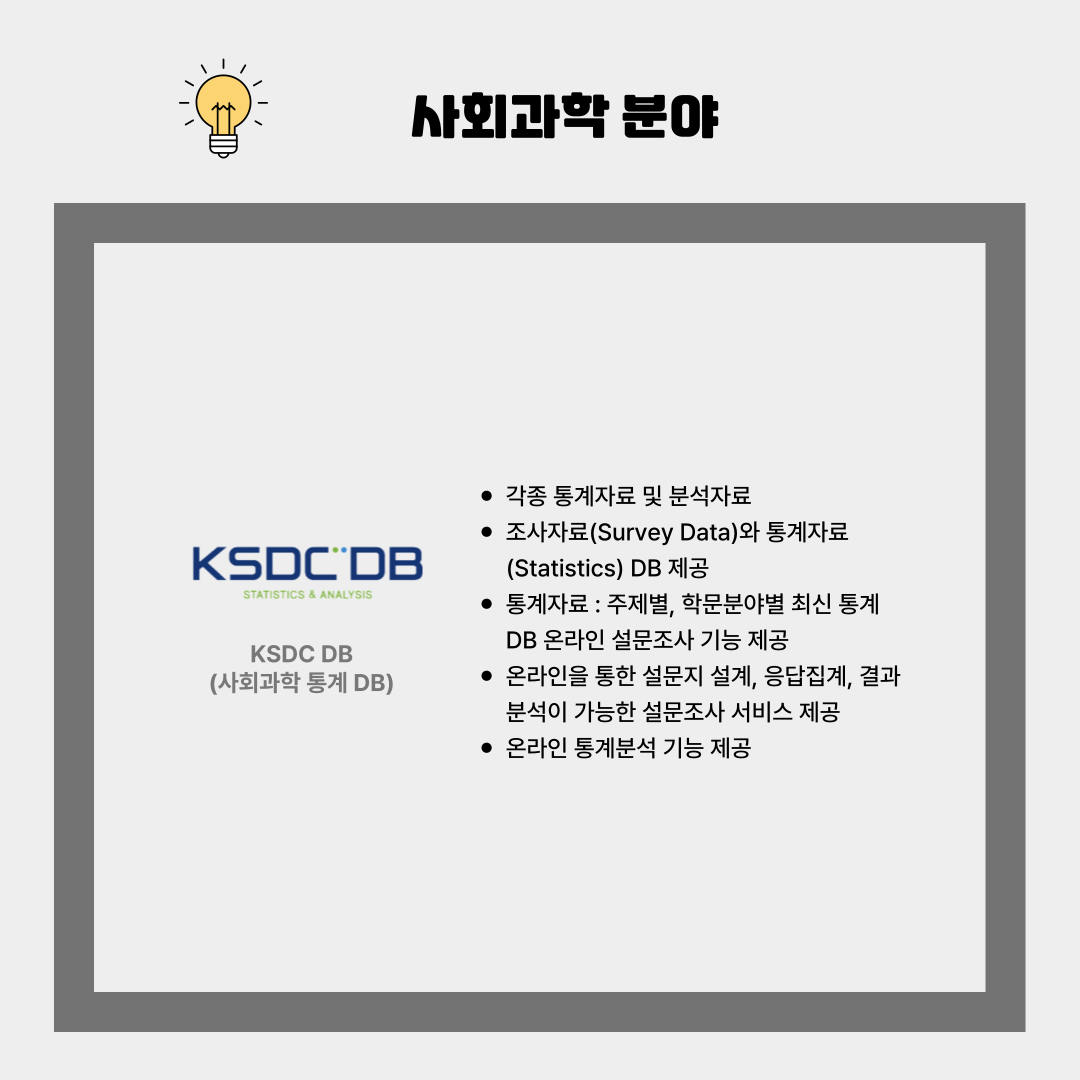 사회과학 분야
KSDC DB
STATISTICS & ANALYSIS
KSDC DB
(사회과학 통계 DB)
• 각종 통계자료 및 분석자료
• 조사자료(Survey Data)와 통계자료
(Statistics) DB 제공
• 통계자료 : 주제별, 학문분야별 최신 통계
DB 온라인 설문조사 기능 제공
• 온라인을 통한 설문지 설계, 응답집계, 결과
분석이 가능한 설문조사 서비스 제공
• 온라인 통계분석 기능 제공